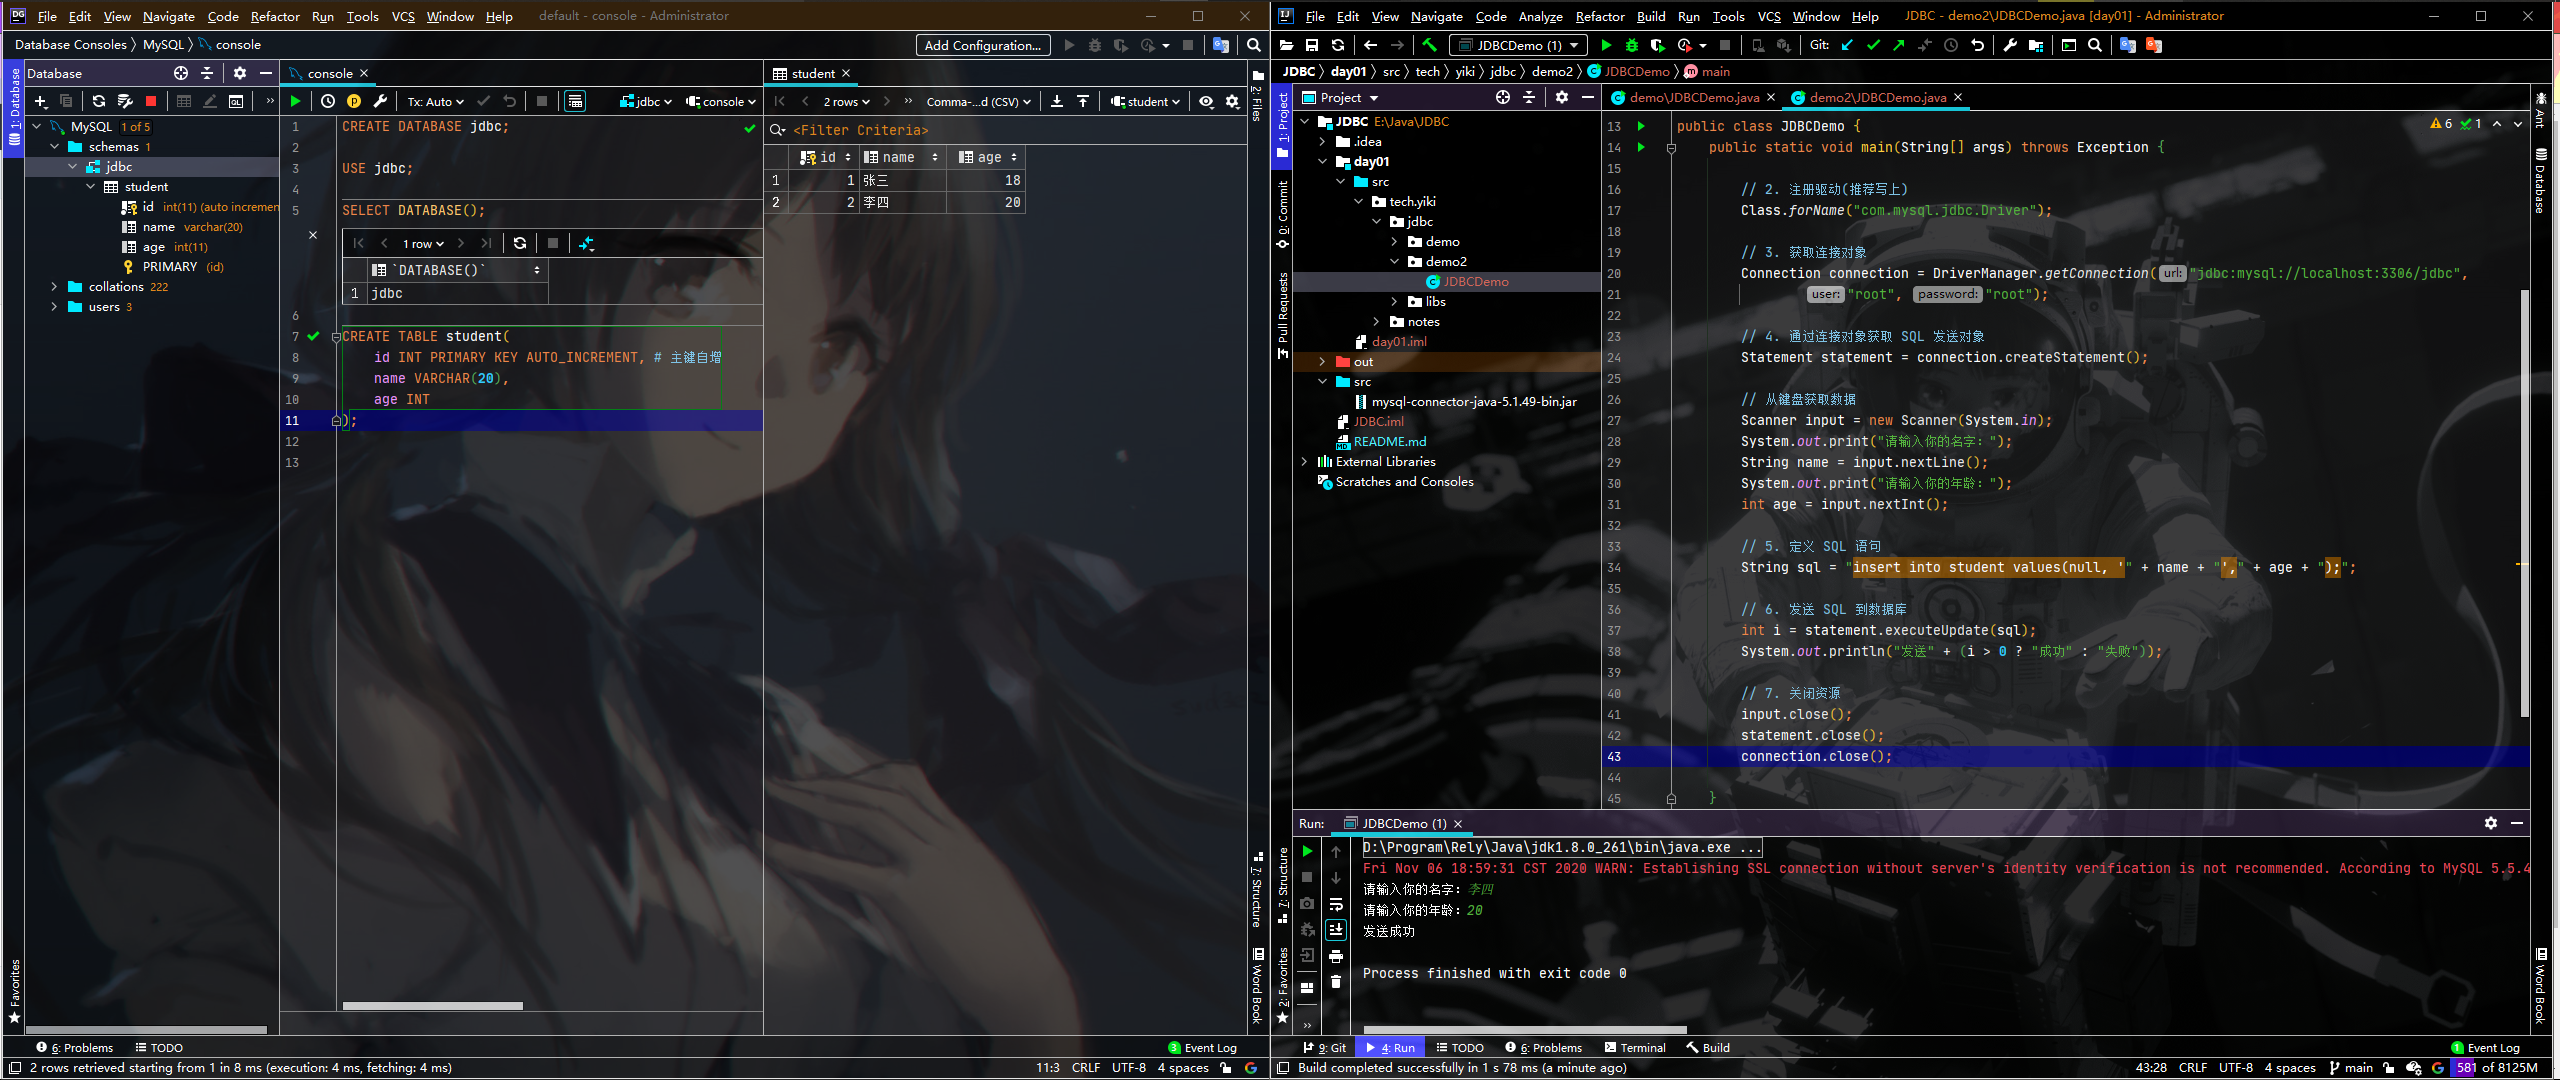 File Edit View Navigate Code Refactor Run Tools VCS Window Help default - console - Administrator
Database Consoles MySQL console Add Configuration...
1: Database
Database
MySQL 1 of 5
schemas 1
jdbc
student
id int(11) (auto incremen
name varchar(20)
age int(11)
PRIMARY (id)
collations 222
users 3
Favorites
console
Tx: Auto jdbc console
1 CREATE DATABASE jdbc;
2
3 USE jdbc;
4
5 SELECT DATABASE();
1 row
`DATABASE()`
1 jdbc
6
7 CREATE TABLE student(
8 id INT PRIMARY KEY AUTO_INCREMENT, # 主键自增
9 name VARCHAR(20),
10 age INT
11 );
12
13
student
2 rows Comma-...d (CSV) student
<Filter Criteria>
id name age
1 1 张三 18
2 2 李四 20
2: Files
7: Structure
Word Book
6: Problems TODO 3 Event Log
2 rows retrieved starting from 1 in 8 ms (execution: 4 ms, fetching: 4 ms) 11:3 CRLF UTF-8 4 spaces
File Edit View Navigate Code Analyze Refactor Build Run Tools VCS Window Help JDBC - demo2\JDBCDemo.java [day01] - Administrator
JDBCDemo (1) Git:
JDBC day01 src tech yiki jdbc demo2 JDBCDemo main
1: Project
0: Commit
Pull Requests
7: Structure
2: Favorites
Project
JDBC E:\Java\JDBC
.idea
day01
src
tech.yiki
jdbc
demo
demo2
JDBCDemo
libs
notes
day01.iml
out
src
mysql-connector-java-5.1.49-bin.jar
JDBC.iml
README.md
External Libraries
Scratches and Consoles
demo\JDBCDemo.java demo2\JDBCDemo.java
6 1
13 public class JDBCDemo {
14 public static void main(String[] args) throws Exception {
15
16 // 2. 注册驱动(推荐写上)
17 Class.forName("com.mysql.jdbc.Driver");
18
19 // 3. 获取连接对象
20 Connection connection = DriverManager.getConnection( url: "jdbc:mysql://localhost:3306/jdbc",
21 user: "root", password: "root");
22
23 // 4. 通过连接对象获取 SQL 发送对象
24 Statement statement = connection.createStatement();
25
26 // 从键盘获取数据
27 Scanner input = new Scanner(System.in);
28 System.out.print("请输入你的名字: ");
29 String name = input.nextLine();
30 System.out.print("请输入你的年龄: ");
31 int age = input.nextInt();
32
33 // 5. 定义 SQL 语句
34 String sql = "insert into student values(null, '" + name + "'," + age + ");";
35
36 // 6. 发送 SQL 到数据库
37 int i = statement.executeUpdate(sql);
38 System.out.println("发送" + (i > 0 ? "成功" : "失败"));
39
40 // 7. 关闭资源
41 input.close();
42 statement.close();
43 connection.close();
44
45 }
Ant
Database
Word Book
Run: JDBCDemo (1)
D:\Program\Rely\Java\jdk1.8.0_261\bin\java.exe ...
Fri Nov 06 18:59:31 CST 2020 WARN: Establishing SSL connection without server's identity verification is not recommended. According to MySQL 5.5.4
请输入你的名字: 李四
请输入你的年龄: 20
发送成功
Process finished with exit code 0
9: Git 4: Run TODO 6: Problems Terminal Build 1 Event Log
Build completed successfully in 1 s 78 ms (a minute ago) 43:28 CRLF UTF-8 4 spaces main 581 of 8125M